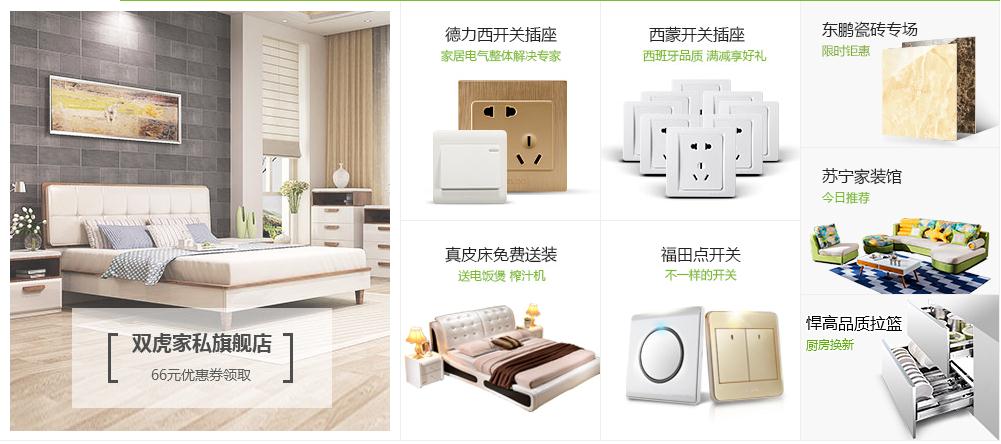 双虎家私旗舰店
66元优惠券领取
德力西开关插座
家居电气整体解决专家
西蒙开关插座
西班牙品质 满减享好礼
东鹏瓷砖专场
限时钜惠
苏宁家装馆
今日推荐
真皮床免费送装
送电饭煲 榨汁机
福田点开关
不一样的开关
悍高品质拉篮
厨房换新